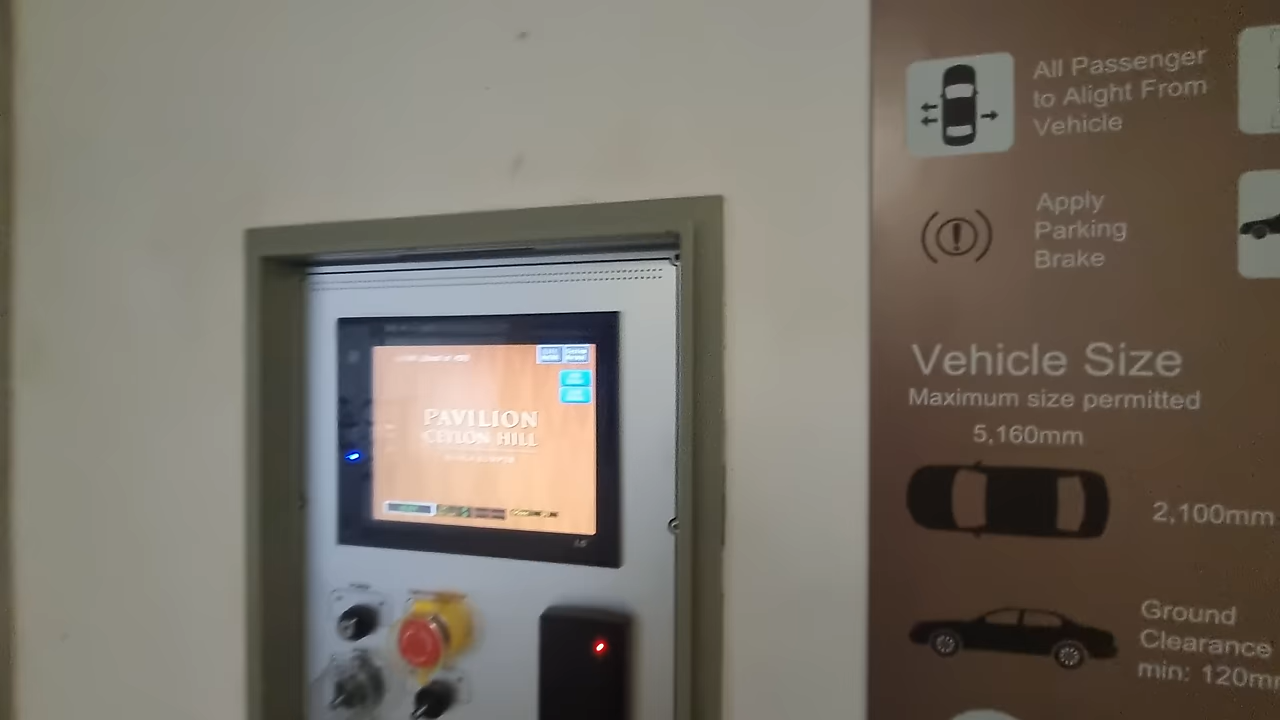 PAVILION
CEYLON HILL
All Passenger
to Alight From
Vehicle
Apply
Parking
Brake
Vehicle Size
Maximum size permitted
5,160mm
2,100mm
Ground
Clearance
min: 120mm